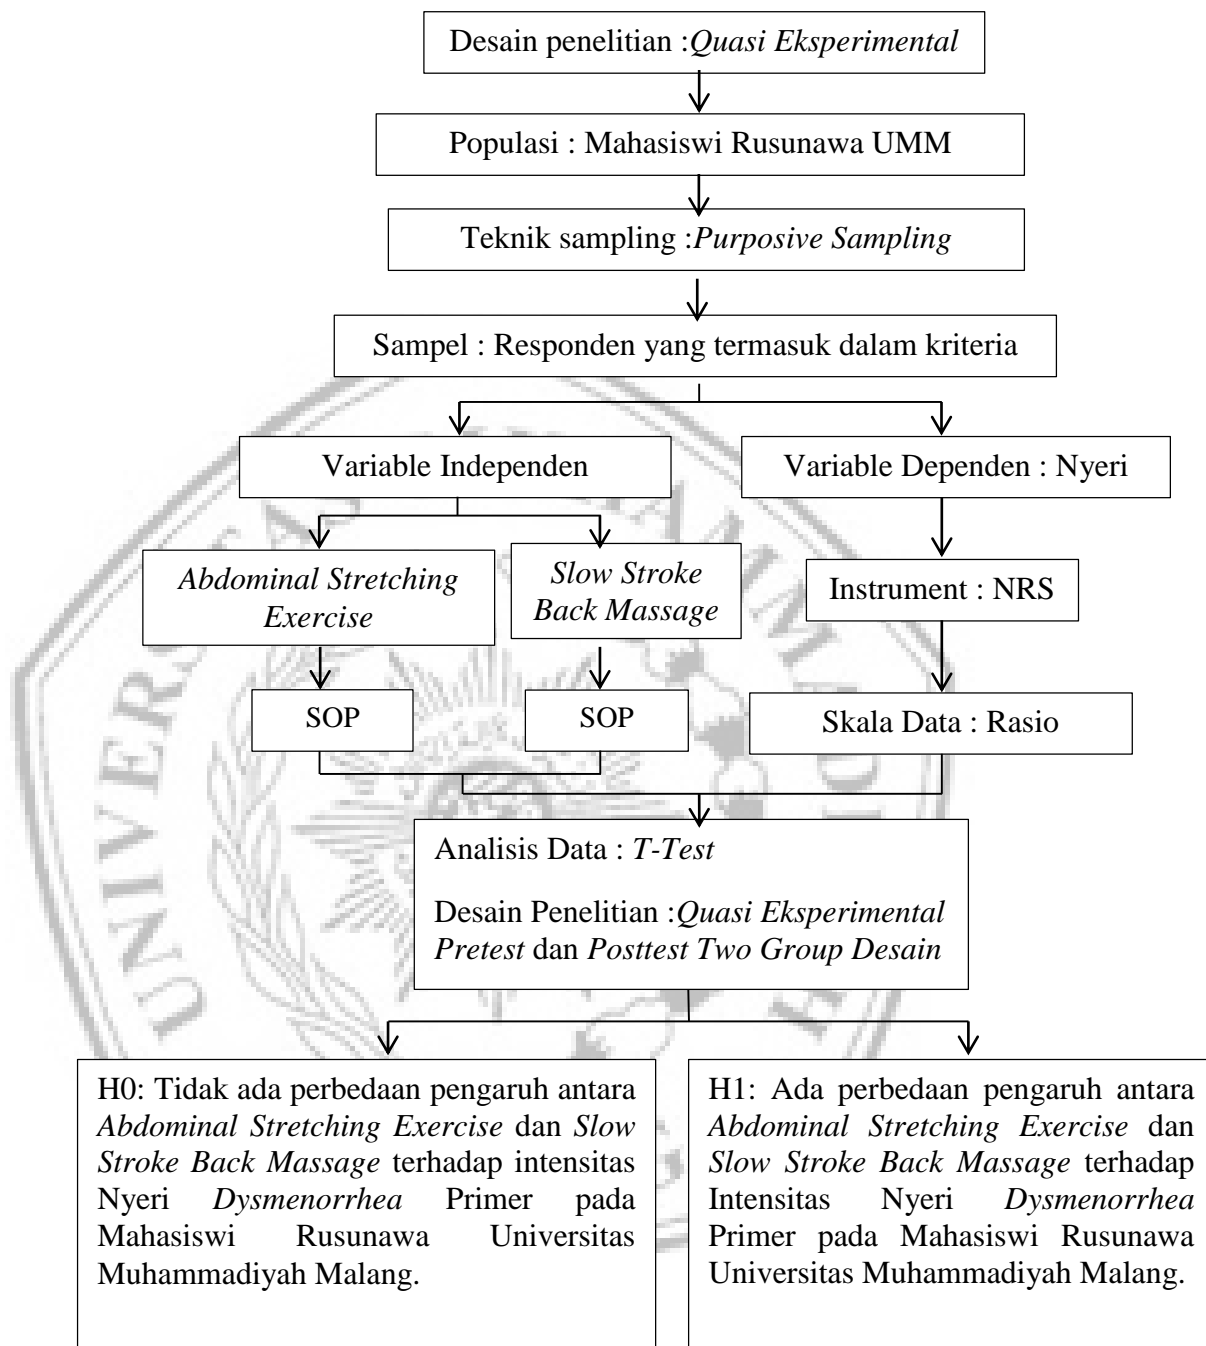 Desain penelitian :Quasi Eksperimental
Populasi : Mahasiswi Rusunawa UMM
Teknik sampling :Purposive Sampling
Sampel : Responden yang termasuk dalam kriteria
Variable Independen
Variable Dependen : Nyeri
Abdominal Stretching
Exercise
Slow Stroke
Back Massage
Instrument : NRS
SOP
SOP
Skala Data : Rasio
Analisis Data : T-Test
Desain Penelitian :Quasi Eksperimental
Pretest dan Posttest Two Group Desain
H0: Tidak ada perbedaan pengaruh antara
Abdominal Stretching Exercise dan Slow
Stroke Back Massage terhadap intensitas
Nyeri Dysmenorrhea Primer pada
Mahasiswi Rusunawa Universitas
Muhammadiyah Malang.
H1: Ada perbedaan pengaruh antara
Abdominal Stretching Exercise dan
Slow Stroke Back Massage terhadap
Intensitas Nyeri Dysmenorrhea
Primer pada Mahasiswi Rusunawa
Universitas Muhammadiyah Malang.